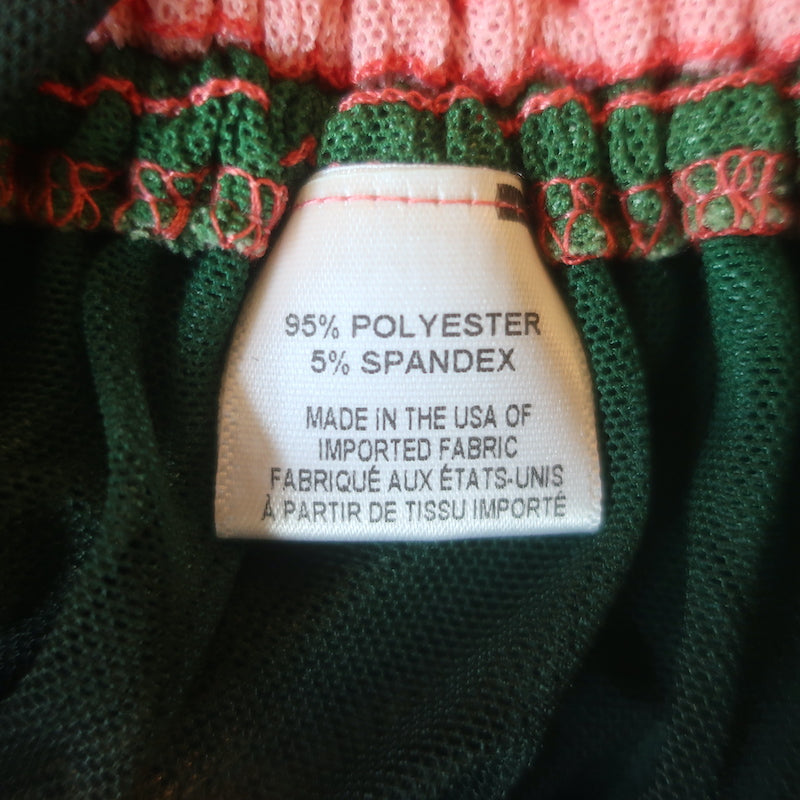 95% POLYESTER
5% SPANDEX
MADE IN THE USA OF
IMPORTED FABRIC
FABRIQUÉ AUX ÉTATS-UNIS
À PARTIR DE TISSU IMPORTÉ